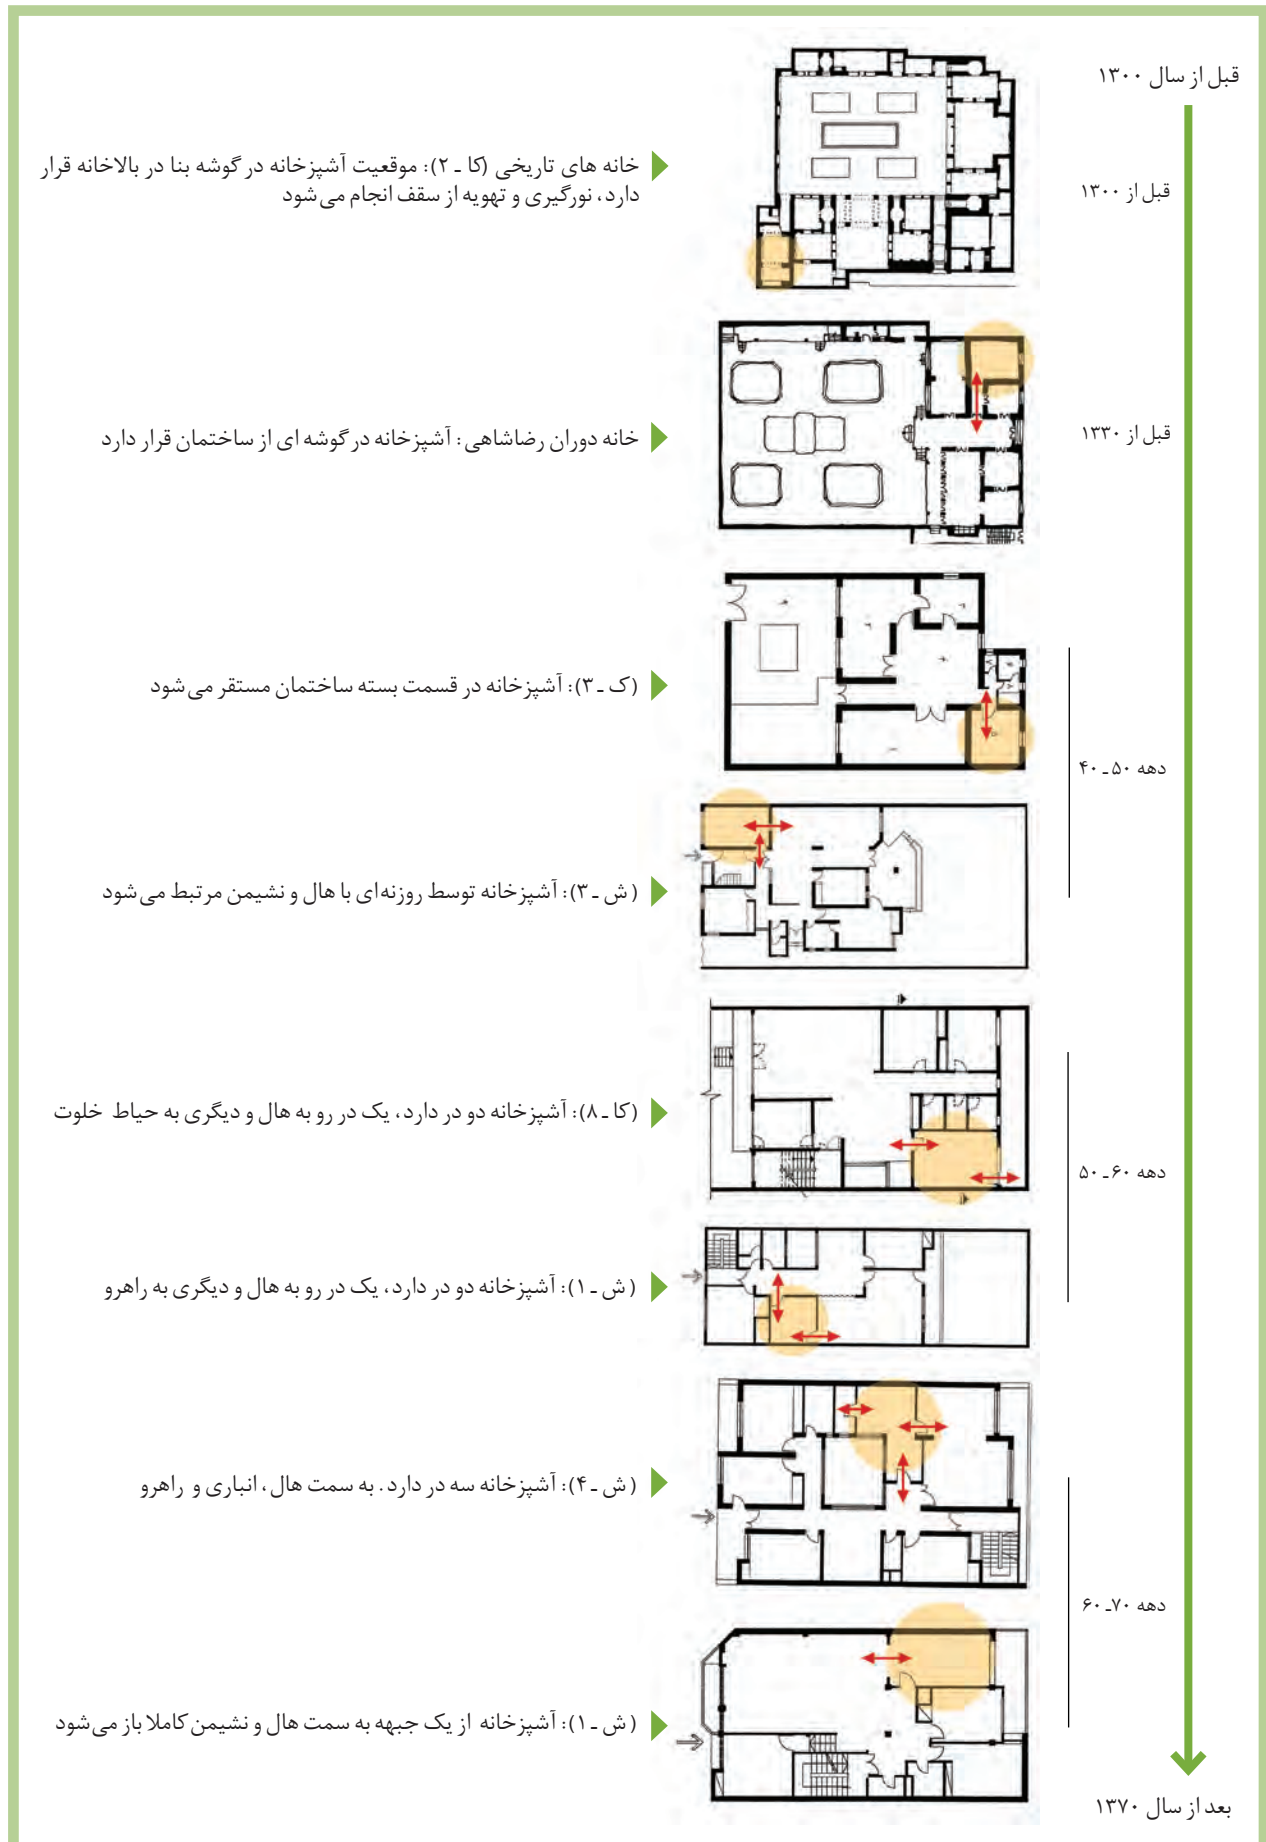 قبل از سال ۱۳۰۰
خانه های تاریخی (کا ـ ۲): موقعیت آشپزخانه در گوشه بنا در بالاخانه قرار
دارد، نورگیری و تهویه از سقف انجام می‌شود
قبل از ۱۳۰۰
خانه دوران رضاشاهی: آشپزخانه در گوشه ای از ساختمان قرار دارد
قبل از ۱۳۳۰
(ک ـ ۳): آشپزخانه در قسمت بسته ساختمان مستقر می شود
دهه ۵۰ ـ ۴۰
(ش ـ ۳): آشپزخانه توسط روزنه‌ای با هال و نشیمن مرتبط می‌شود
(کا ـ ۸): آشپزخانه دو در دارد، یک در رو به هال و دیگری به حیاط خلوت
دهه ۶۰ ـ ۵۰
(ش ـ ۱): آشپزخانه دو در دارد، یک در رو به هال و دیگری به راهرو
(ش ـ ۴): آشپزخانه سه در دارد. به سمت هال، انباری و راهرو
دهه ۷۰ ـ ۶۰
(ش ـ ۱): آشپزخانه از یک جبهه به سمت هال و نشیمن کاملا باز می‌شود
بعد از سال ۱۳۷۰